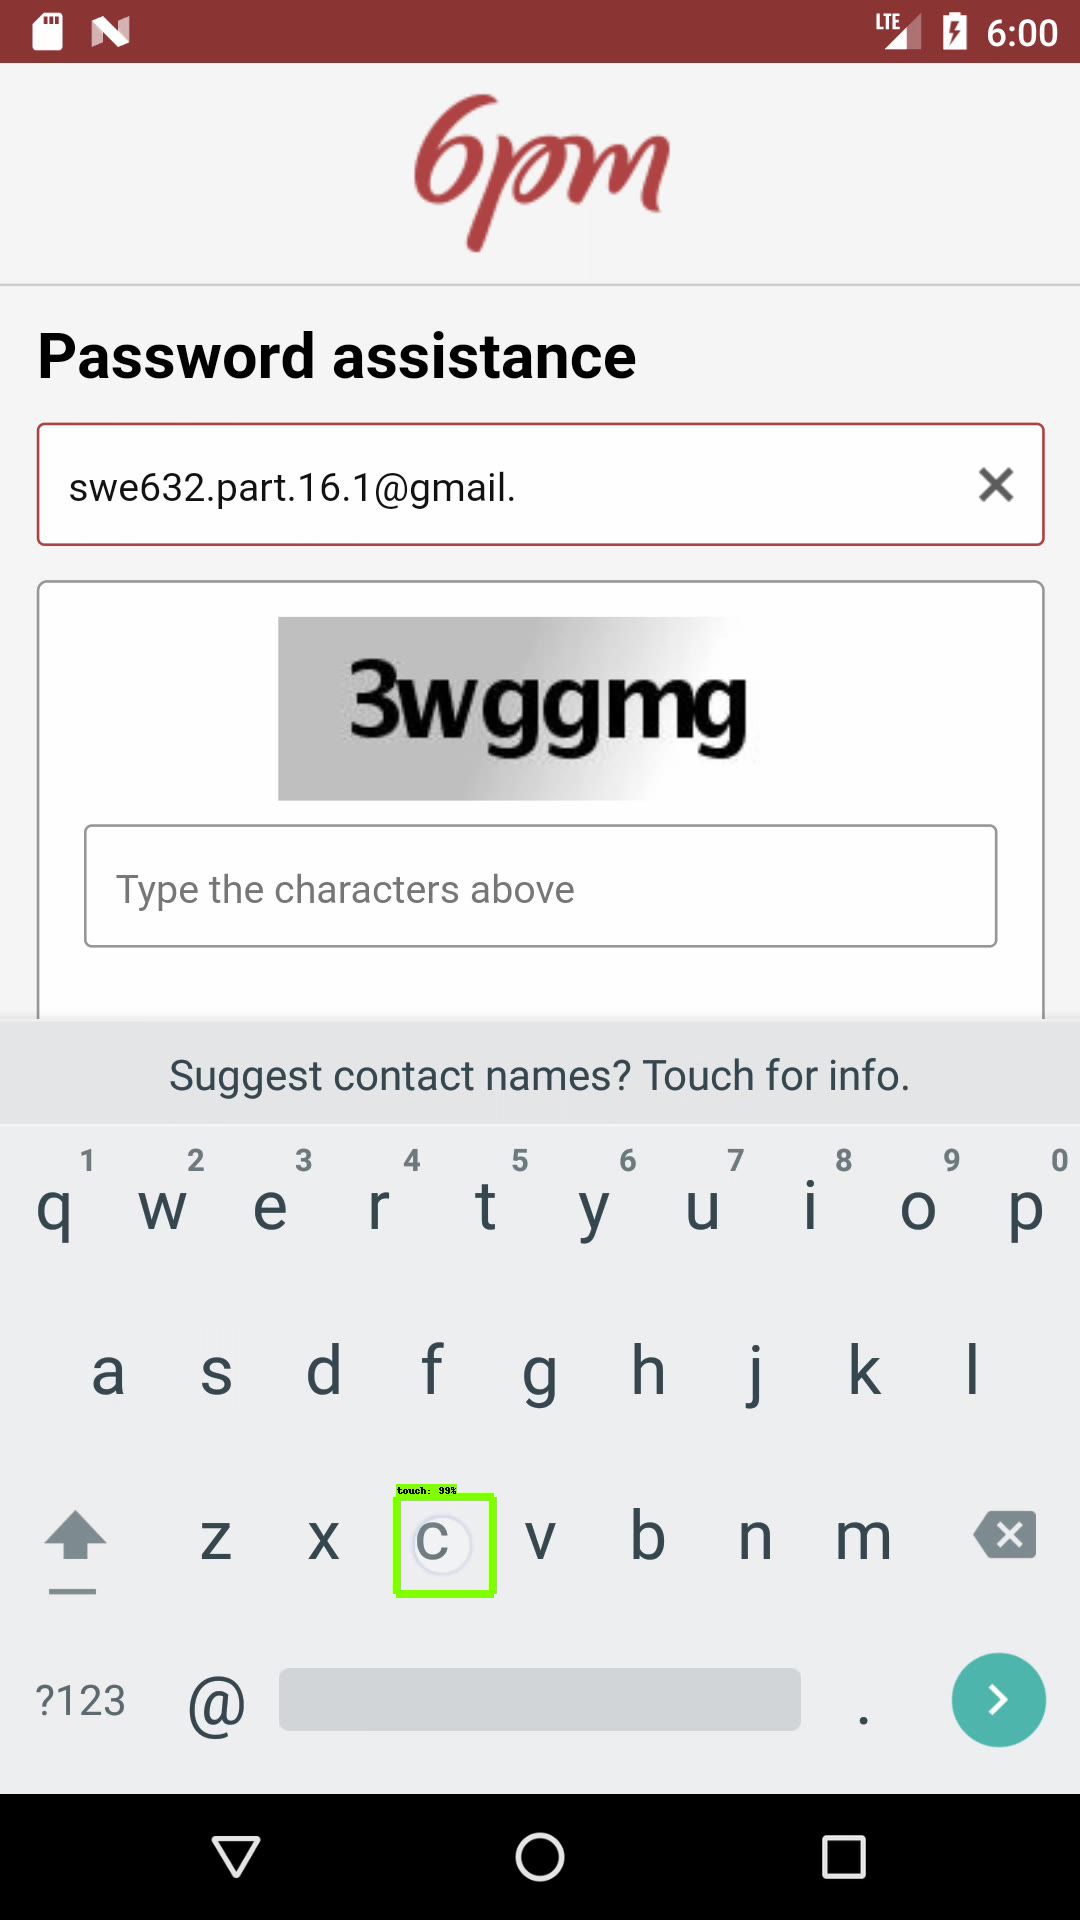 LTE 6:00
6pm
Password assistance
swe632.part.16.1@gmail.
3wggmg
Type the characters above
Suggest contact names? Touch for info.
1 2 3 4 5 6 7 8 9 0
q w e r t y u i o p
a s d f g h j k l
touch: 99%
z x c v b n m
?123 @ .